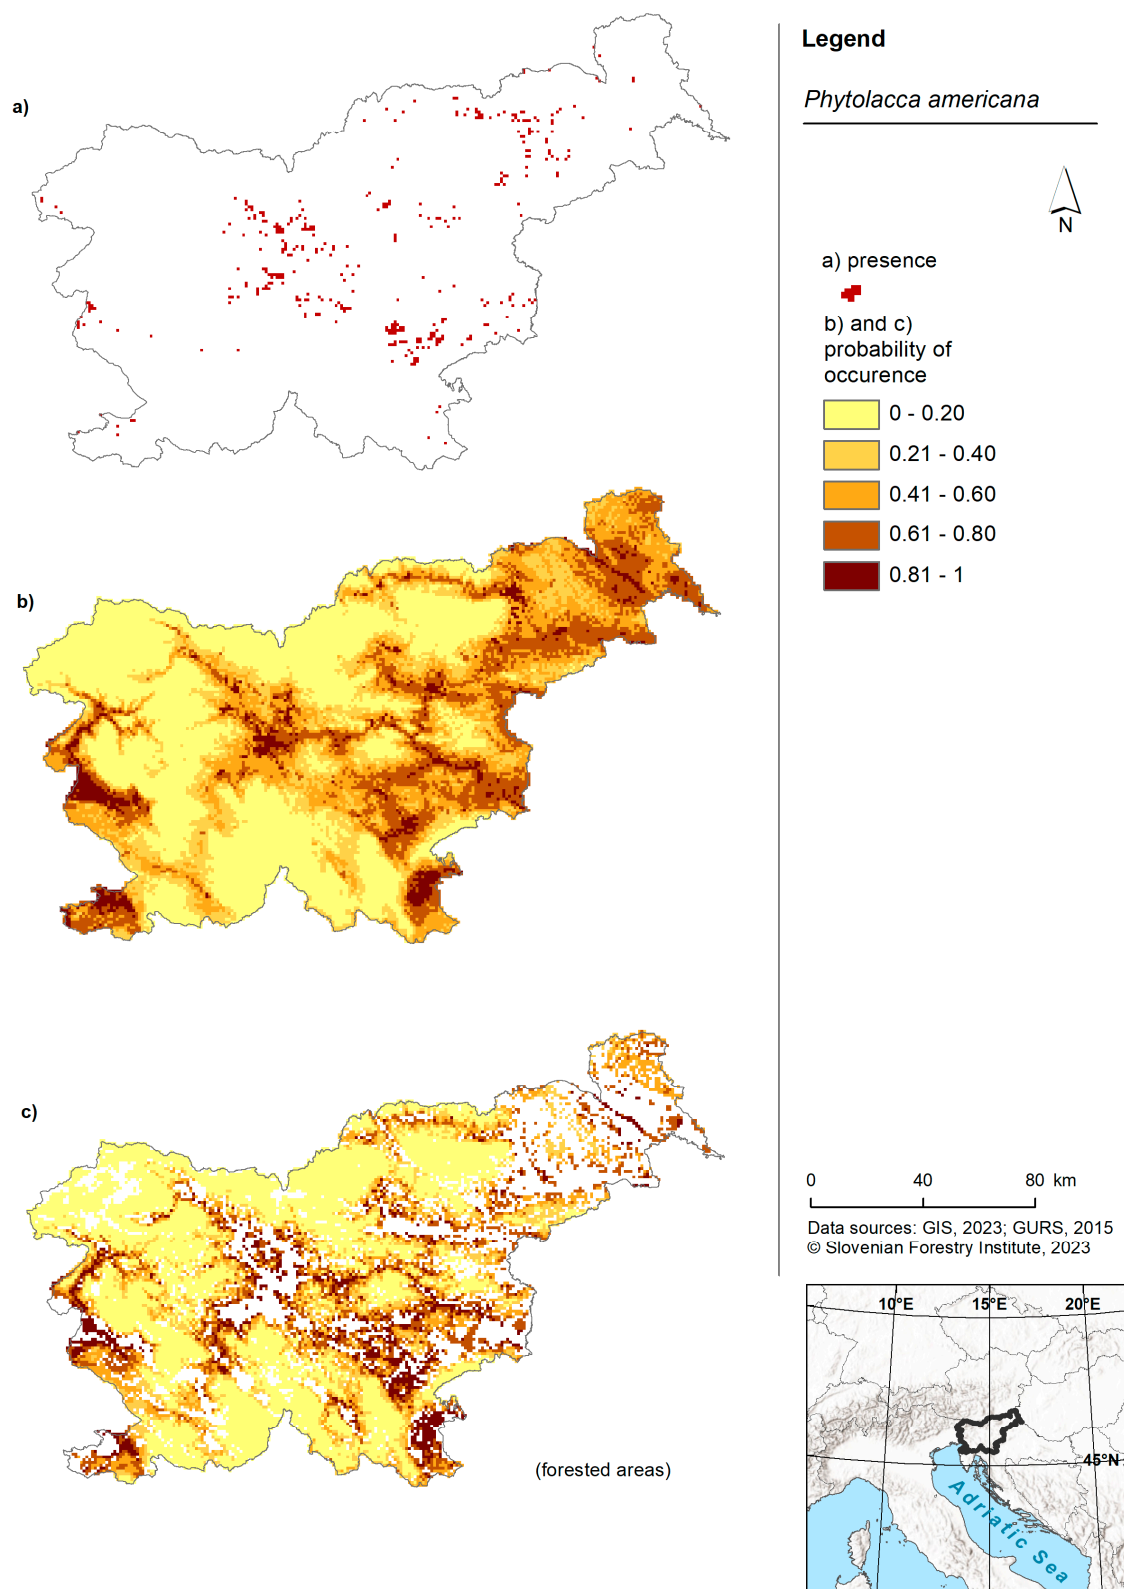 a)
b)
c)
(forested areas)
Legend
Phytolacca americana
N
a) presence
b) and c)
probability of
occurence
0 - 0.20
0.21 - 0.40
0.41 - 0.60
0.61 - 0.80
0.81 - 1
0 40 80 km
Data sources: GIS, 2023; GURS, 2015
© Slovenian Forestry Institute, 2023
10°E 15°E 20°E
45°N
Adriatic Sea